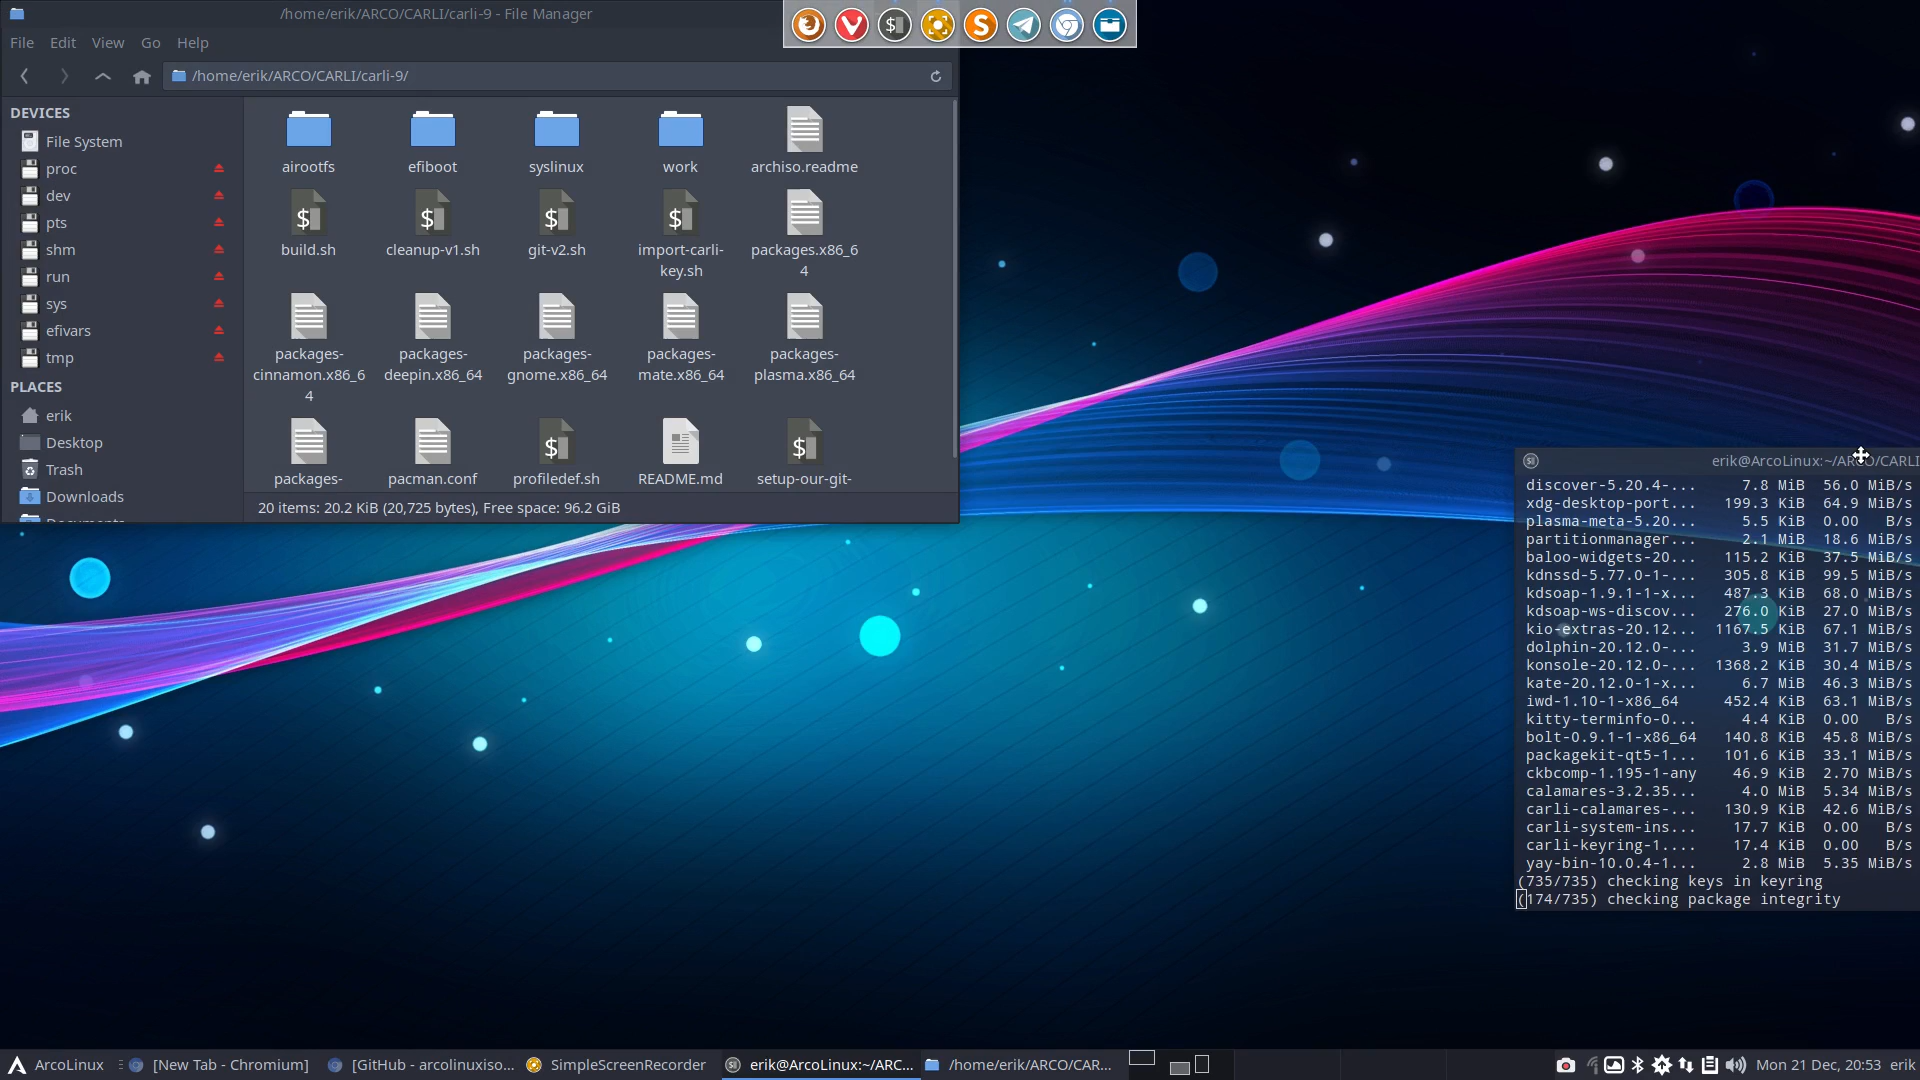 /home/erik/ARCO/CARLI/carli-9 - File Manager
File Edit View Go Help
/home/erik/ARCO/CARLI/carli-9/
DEVICES
File System
proc
dev
pts
shm
run
sys
efivars
tmp
PLACES
erik
Desktop
Trash
Downloads
Documents
airootfs
efiboot
syslinux
work
archiso.readme
build.sh
cleanup-v1.sh
git-v2.sh
import-carli-
key.sh
packages.x86_6
4
packages-
cinnamon.x86_6
4
packages-
deepin.x86_64
packages-
gnome.x86_64
packages-
mate.x86_64
packages-
plasma.x86_64
packages-
pacman.conf
profiledef.sh
README.md
setup-our-git-
20 items: 20.2 KiB (20,725 bytes), Free space: 96.2 GiB
erik@ArcoLinux:~/ARCO/CARLI
discover-5.20.4-... 7.8 MiB 56.0 MiB/s
xdg-desktop-port... 199.3 KiB 64.9 MiB/s
plasma-meta-5.20... 5.5 KiB 0.00 B/s
partitionmanager... 2.1 MiB 18.6 MiB/s
baloo-widgets-20... 115.2 KiB 37.5 MiB/s
kdnssd-5.77.0-1-... 305.8 KiB 99.5 MiB/s
kdsoap-1.9.1-1-x... 487.3 KiB 68.0 MiB/s
kdsoap-ws-discov... 276.0 KiB 27.0 MiB/s
kio-extras-20.12... 1167.5 KiB 67.1 MiB/s
dolphin-20.12.0-... 3.9 MiB 31.7 MiB/s
konsole-20.12.0-... 1368.2 KiB 30.4 MiB/s
kate-20.12.0-1-x... 6.7 MiB 46.3 MiB/s
iwd-1.10-1-x86_64 452.4 KiB 63.1 MiB/s
kitty-terminfo-0... 4.4 KiB 0.00 B/s
bolt-0.9.1-1-x86_64 140.8 KiB 45.8 MiB/s
packagekit-qt5-1... 101.6 KiB 33.1 MiB/s
ckbcomp-1.195-1-any 46.9 KiB 2.70 MiB/s
calamares-3.2.35... 4.0 MiB 5.34 MiB/s
carli-calamares-... 130.9 KiB 42.6 MiB/s
carli-system-ins... 17.7 KiB 0.00 B/s
carli-keyring-1.... 17.4 KiB 0.00 B/s
yay-bin-10.0.4-1... 2.8 MiB 5.35 MiB/s
(735/735) checking keys in keyring
(174/735) checking package integrity
ArcoLinux [New Tab - Chromium] [GitHub - arcolinuxiso... SimpleScreenRecorder erik@ArcoLinux:~/ARC... /home/erik/ARCO/CAR... Mon 21 Dec, 20:53 erik